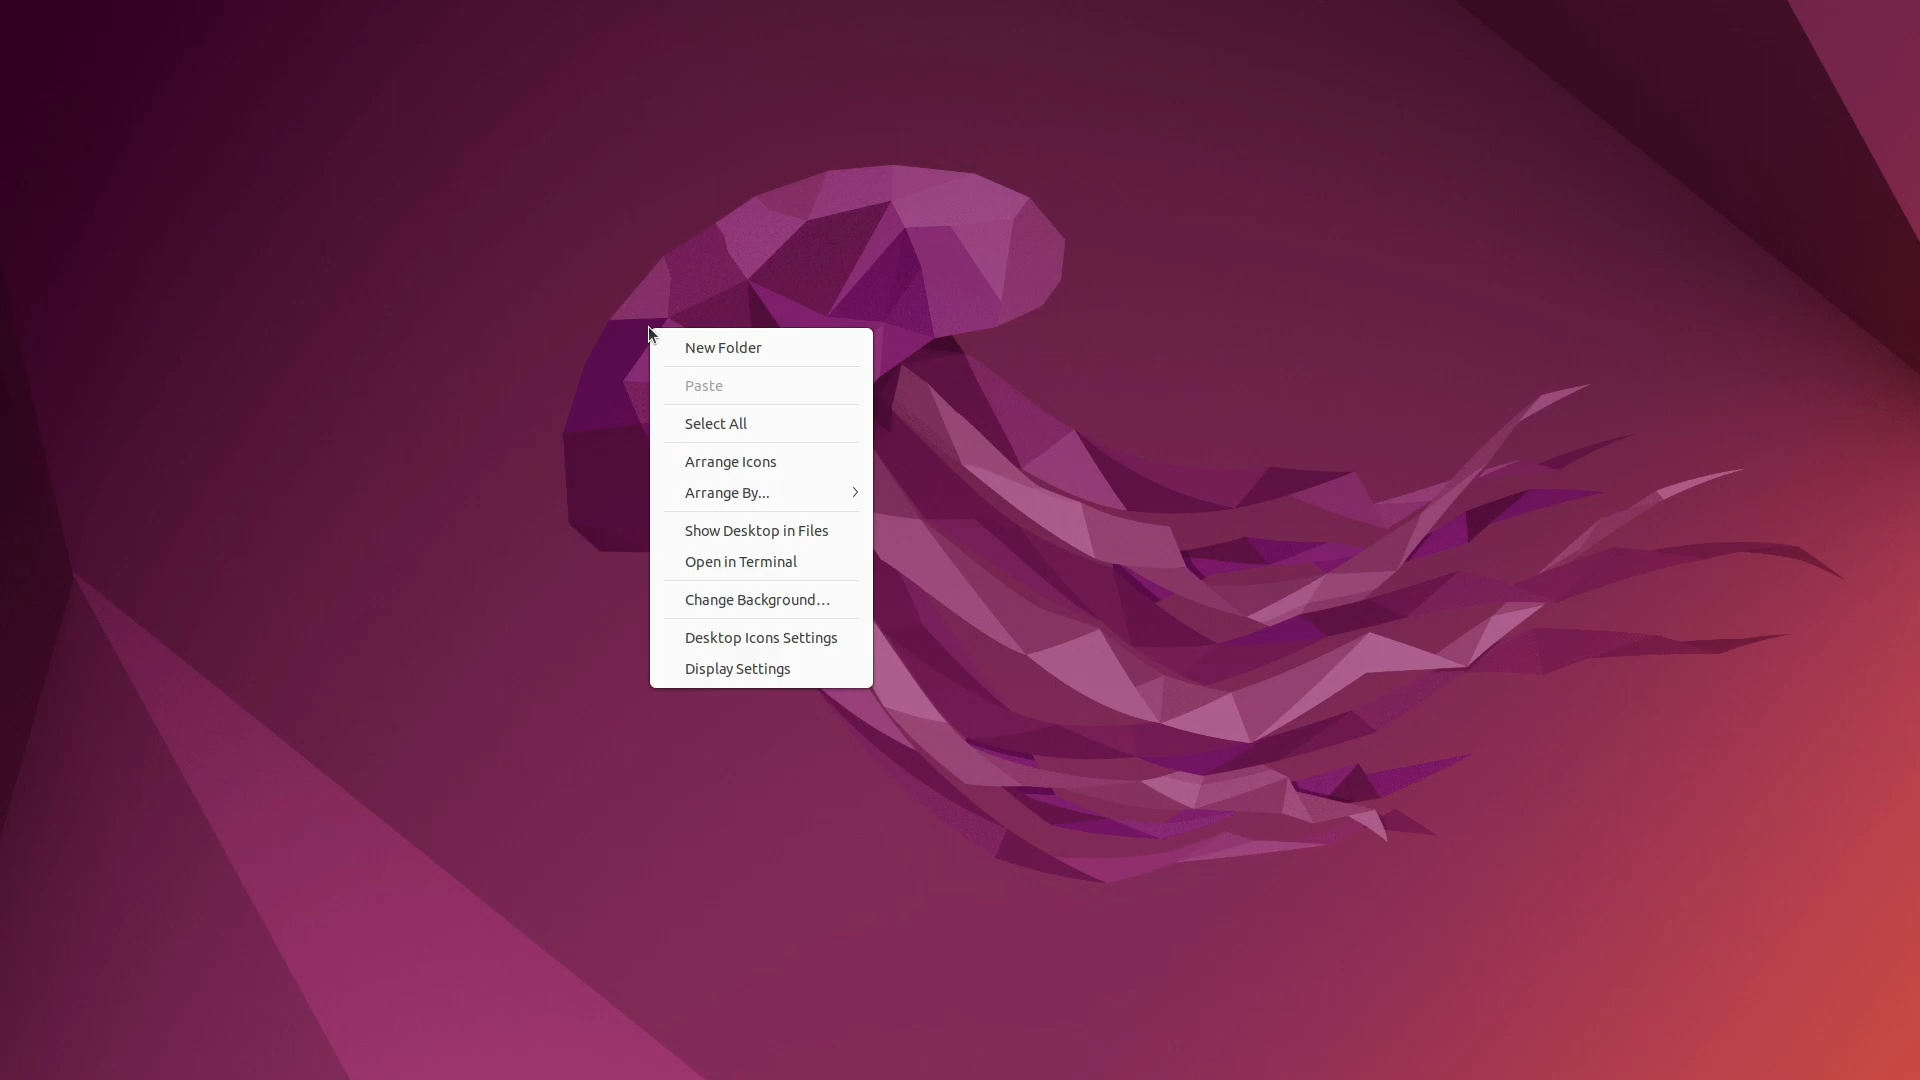 New Folder
Paste
Select All
Arrange Icons
Arrange By...
Show Desktop in Files
Open in Terminal
Change Background…
Desktop Icons Settings
Display Settings